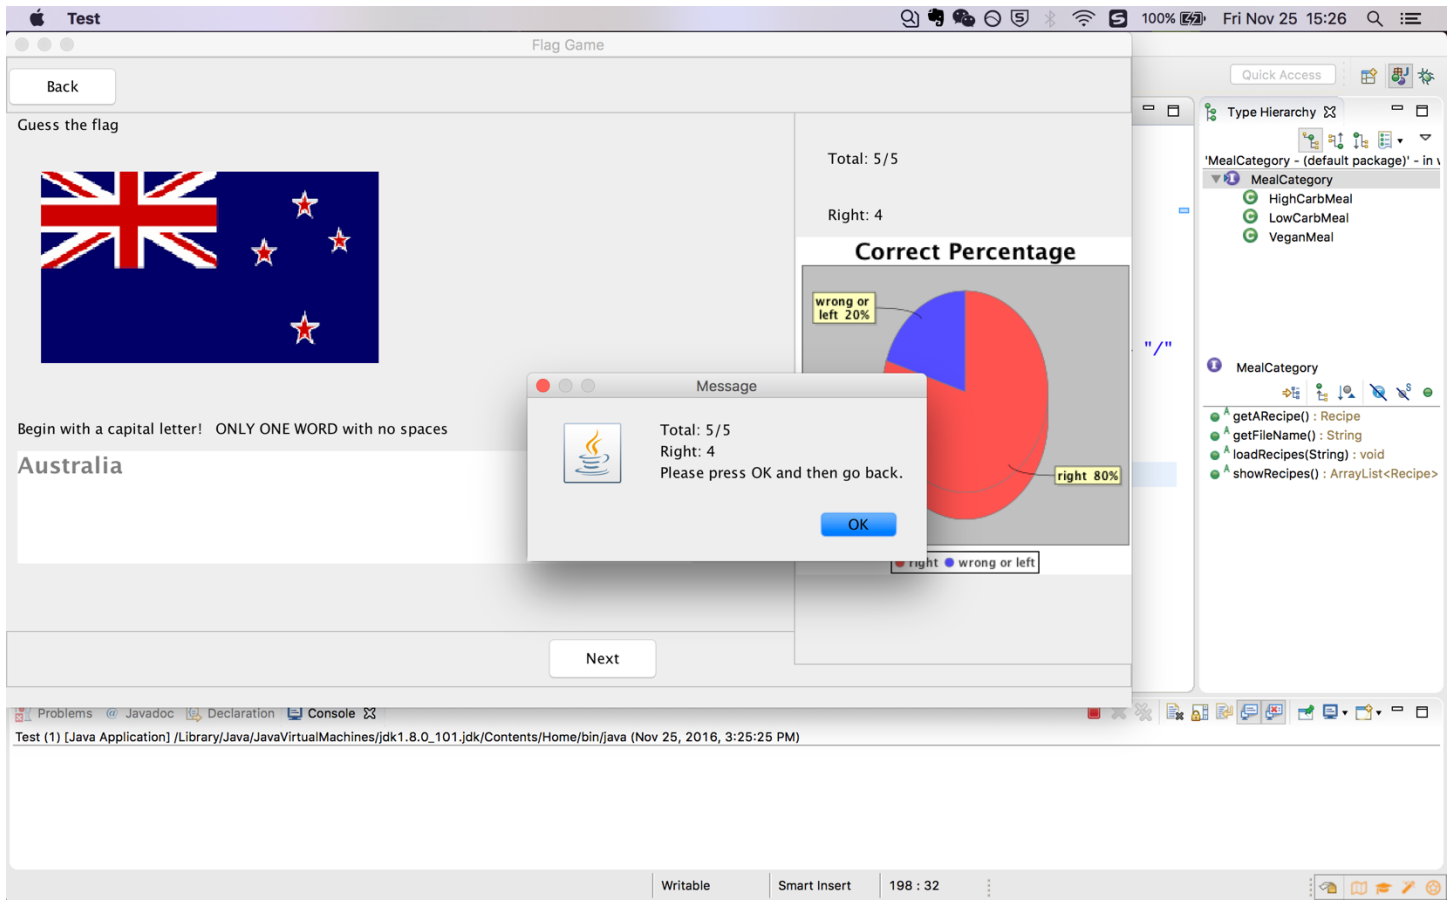 Test
100%
Fri Nov 25 15:26
Flag Game
Back
Quick Access
Guess the flag
Total: 5/5
Right: 4
Correct Percentage
wrong or
left 20%
right 80%
right wrong or left
Begin with a capital letter! ONLY ONE WORD with no spaces
Australia
Message
Total: 5/5
Right: 4
Please press OK and then go back.
OK
Next
"/"
Type Hierarchy
'MealCategory - (default package)' - in
MealCategory
HighCarbMeal
LowCarbMeal
VeganMeal
MealCategory
getARecipe() : Recipe
getFileName() : String
loadRecipes(String) : void
showRecipes() : ArrayList<Recipe>
Problems @ Javadoc Declaration Console
Test (1) [Java Application] /Library/Java/JavaVirtualMachines/jdk1.8.0_101.jdk/Contents/Home/bin/java (Nov 25, 2016, 3:25:25 PM)
Writable
Smart Insert
198 : 32